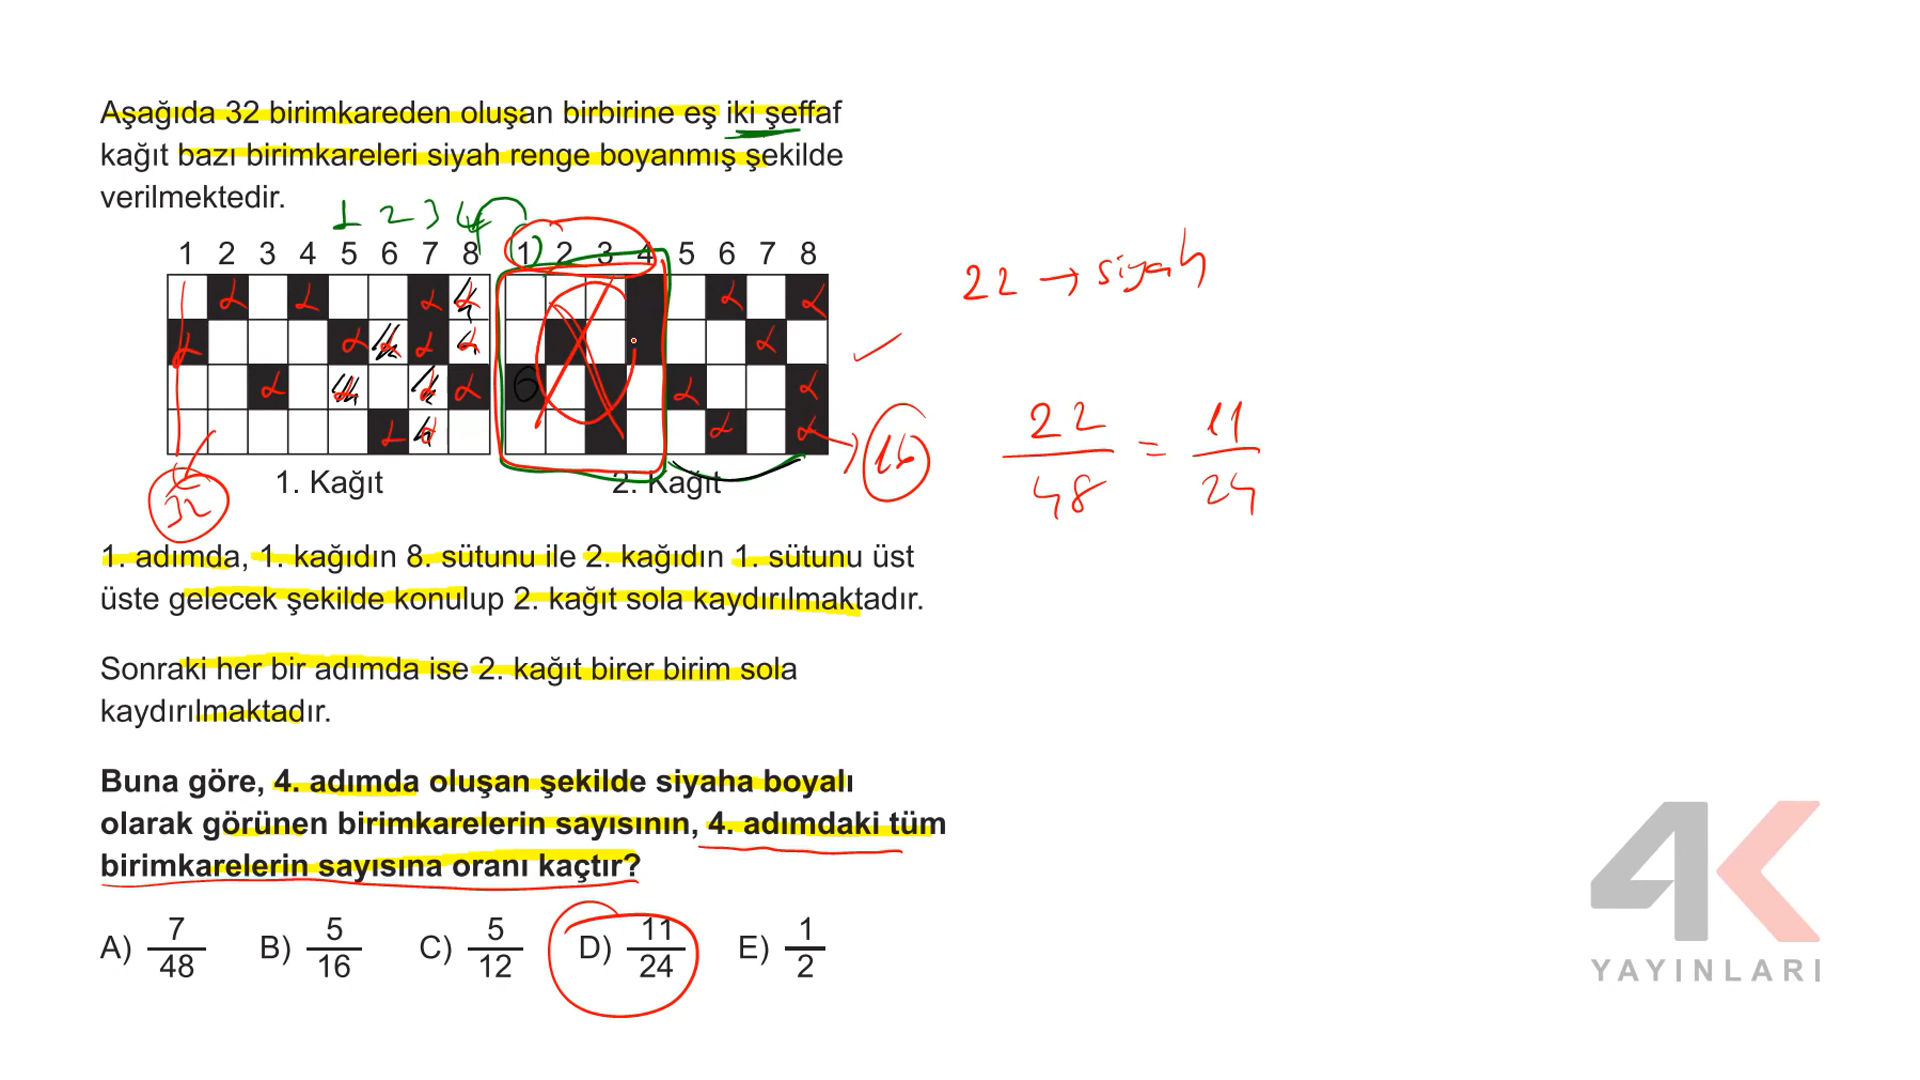 Aşağıda 32 birimkareden oluşan birbirine eş iki şeffaf
kağıt bazı birimkareleri siyah renge boyanmış şekilde
verilmektedir.
1 2 3 4
1 2 3 4 5 6 7 8 1 2 3 4 5 6 7 8
6
1. Kağıt 2. Kağıt
32
16
22 → siyah
22/48 = 11/24
1. adımda, 1. kağıdın 8. sütunu ile 2. kağıdın 1. sütunu üst
üste gelecek şekilde konulup 2. kağıt sola kaydırılmaktadır.
Sonraki her bir adımda ise 2. kağıt birer birim sola
kaydırılmaktadır.
Buna göre, 4. adımda oluşan şekilde siyaha boyalı
olarak görünen birimkarelerin sayısının, 4. adımdaki tüm
birimkarelerin sayısına oranı kaçtır?
A) 7/48 B) 5/16 C) 5/12 D) 11/24 E) 1/2
4K
YAYINLARI